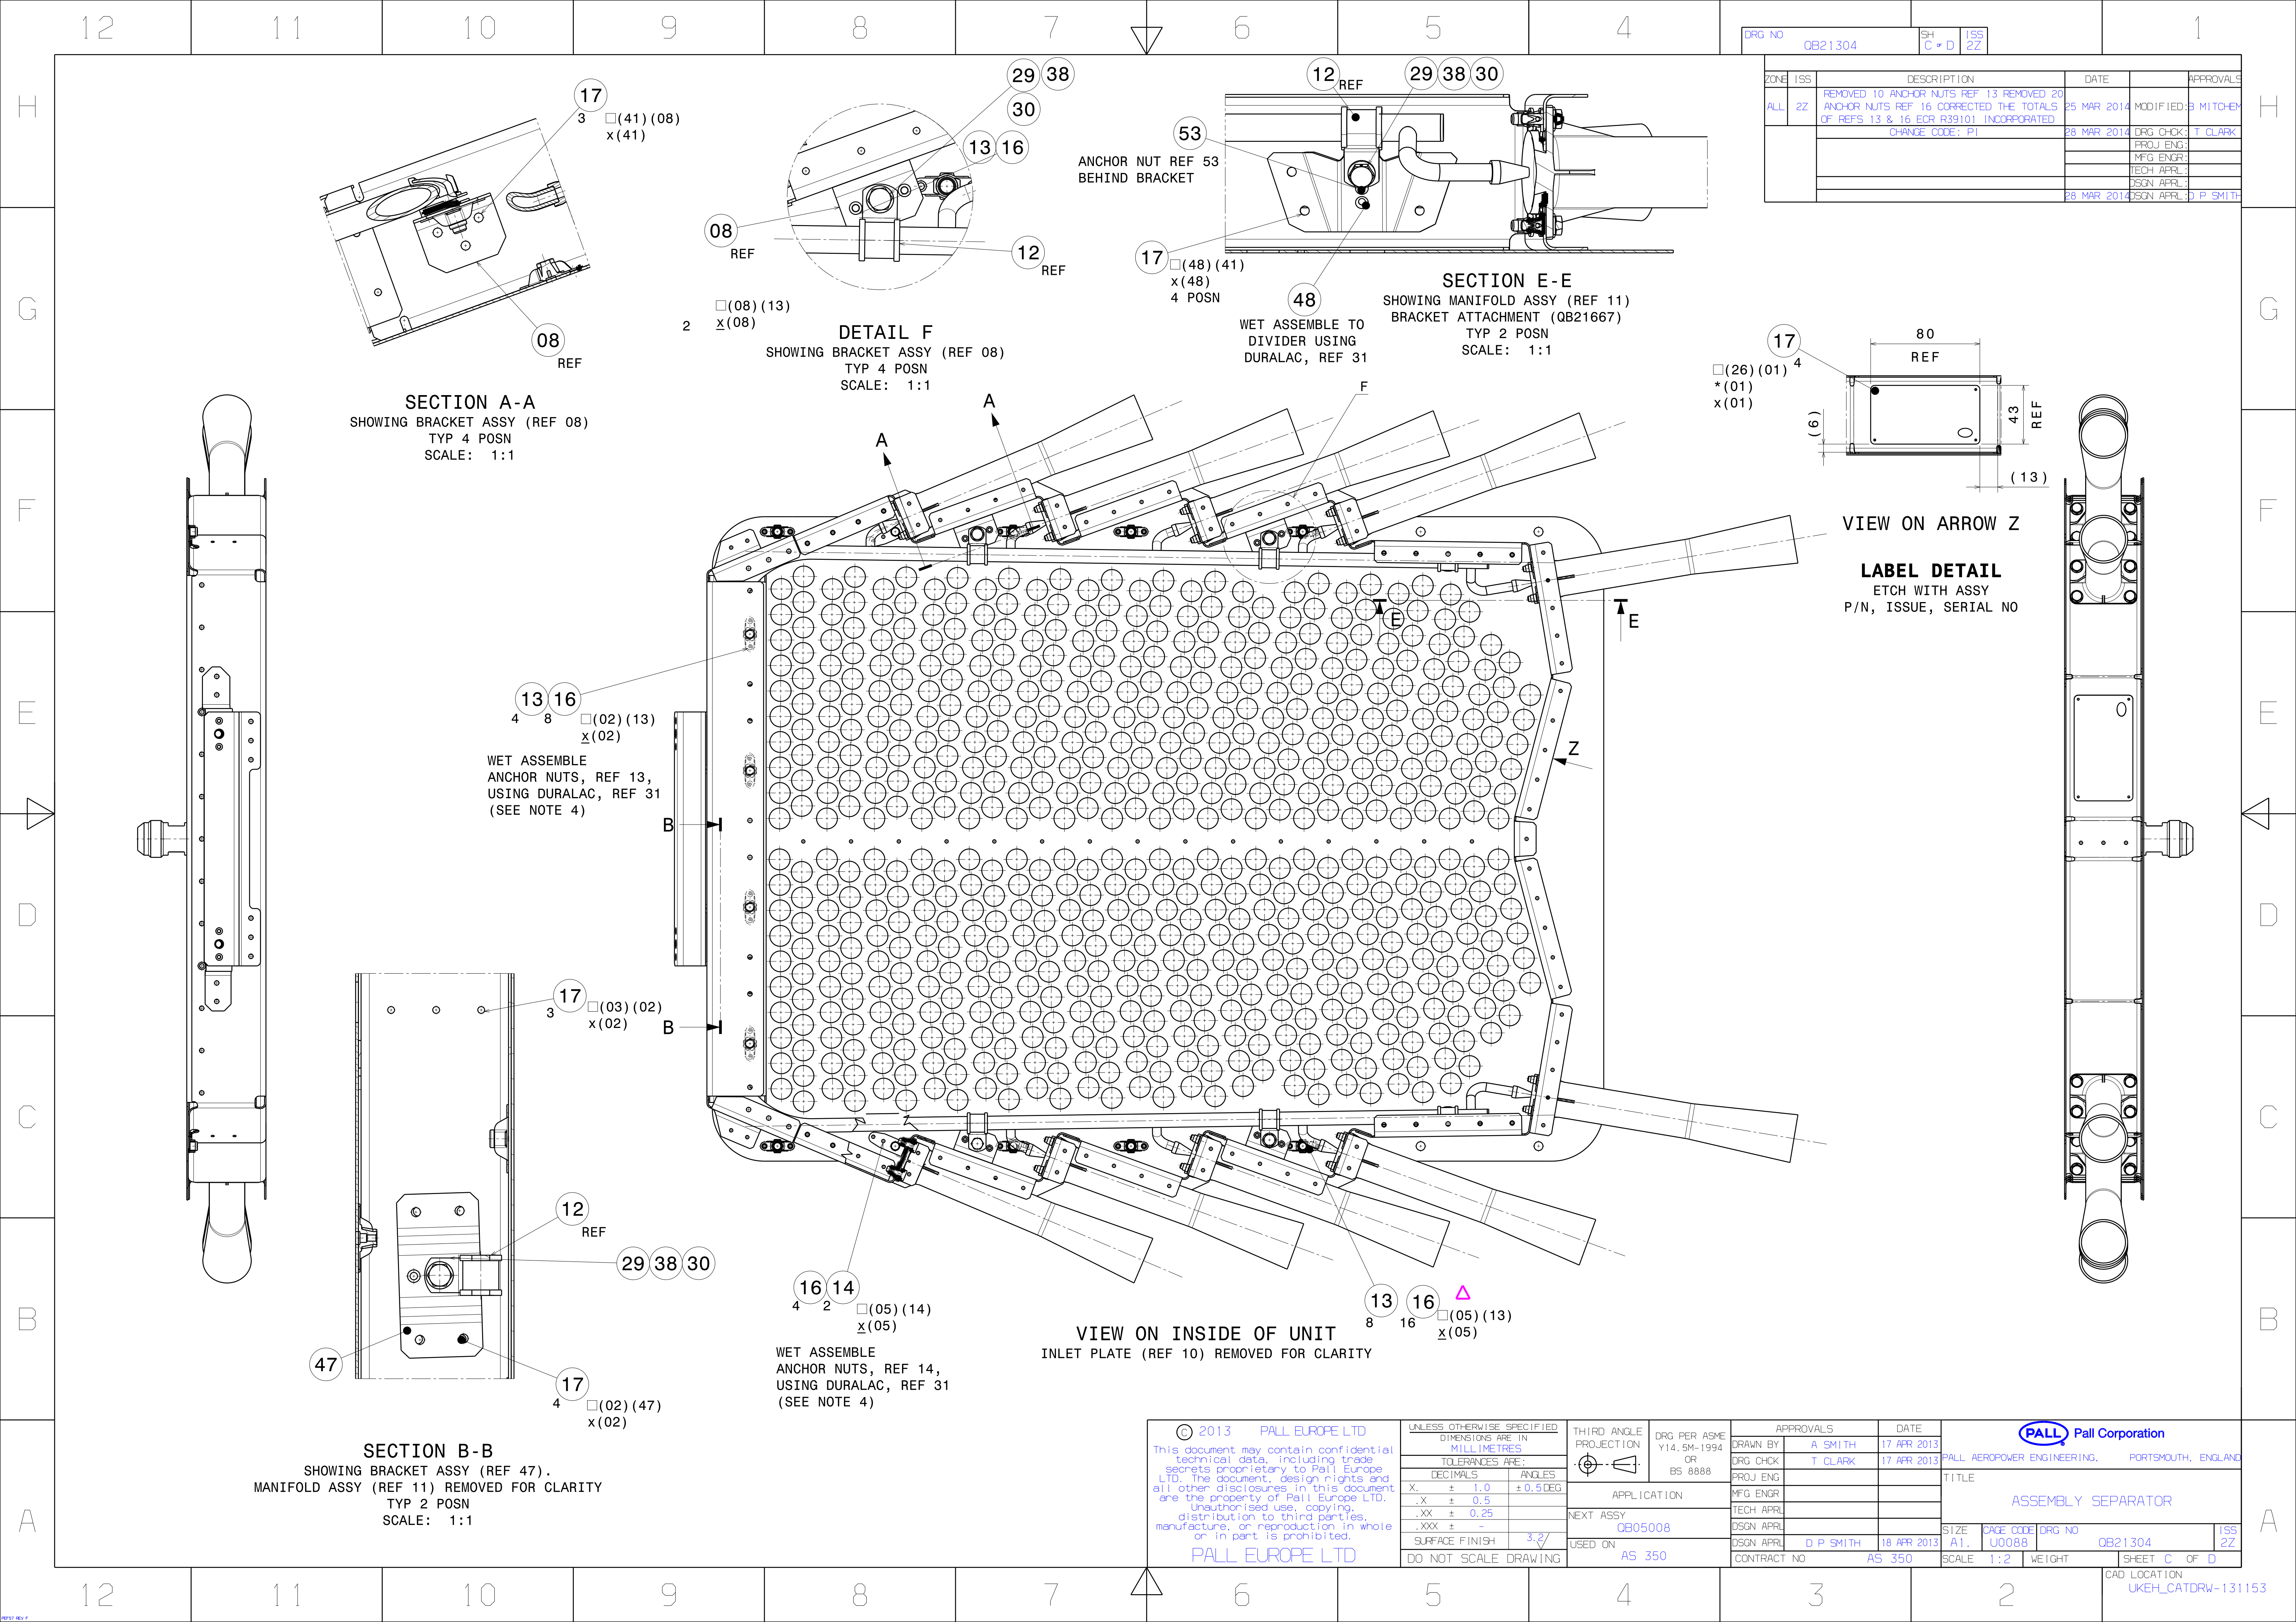 12 11 10 9 8 7 6 5 4 1
H G F E D C B A
DRG NO QB21304
SH C OF D
ISS 2Z
ZONE ISS DESCRIPTION DATE APPROVALS
ALL 2Z REMOVED 10 ANCHOR NUTS REF 13 REMOVED 20
ANCHOR NUTS REF 16 CORRECTED THE TOTALS 25 MAR 2014 MODIFIED: B MITCHEM
OF REFS 13 & 16 ECR R39101 INCORPORATED
CHANGE CODE: PI 28 MAR 2014 DRG CHCK: T CLARK
PROJ ENG:
MFG ENGR:
TECH APRL:
DSGN APRL:
28 MAR 2014 DSGN APRL: D P SMITH
17
3 □(41)(08)
x(41)
08
REF
SECTION A-A
SHOWING BRACKET ASSY (REF 08)
TYP 4 POSN
SCALE: 1:1
29 38
30
13 16
08
REF
12
REF
□(08)(13)
2 x(08)
DETAIL F
SHOWING BRACKET ASSY (REF 08)
TYP 4 POSN
SCALE: 1:1
12
REF
29 38 30
53
ANCHOR NUT REF 53
BEHIND BRACKET
17
□(48)(41)
x(48)
4 POSN
48
WET ASSEMBLE TO
DIVIDER USING
DURALAC, REF 31
SECTION E-E
SHOWING MANIFOLD ASSY (REF 11)
BRACKET ATTACHMENT (QB21667)
TYP 2 POSN
SCALE: 1:1
17
4
□(26)(01)
*(01)
x(01)
80
REF
43
REF
(6)
(13)
VIEW ON ARROW Z
LABEL DETAIL
ETCH WITH ASSY
P/N, ISSUE, SERIAL NO
A
A
F
E
E
Z
B
B
13 16
4 8
□(02)(13)
x(02)
WET ASSEMBLE
ANCHOR NUTS, REF 13,
USING DURALAC, REF 31
(SEE NOTE 4)
17
3
□(03)(02)
x(02)
12
REF
29 38 30
47
17
4
□(02)(47)
x(02)
SECTION B-B
SHOWING BRACKET ASSY (REF 47).
MANIFOLD ASSY (REF 11) REMOVED FOR CLARITY
TYP 2 POSN
SCALE: 1:1
16 14
4 2
□(05)(14)
x(05)
WET ASSEMBLE
ANCHOR NUTS, REF 14,
USING DURALAC, REF 31
(SEE NOTE 4)
VIEW ON INSIDE OF UNIT
INLET PLATE (REF 10) REMOVED FOR CLARITY
13 16
8 16
□(05)(13)
x(05)
© 2013 PALL EUROPE LTD
This document may contain confidential
technical data, including trade
secrets proprietary to Pall Europe
LTD. The document, design rights and
all other disclosures in this document
are the property of Pall Europe LTD.
Unauthorised use, copying,
distribution to third parties,
manufacture, or reproduction in whole
or in part is prohibited.
PALL EUROPE LTD
UNLESS OTHERWISE SPECIFIED
DIMENSIONS ARE IN
MILLIMETRES
TOLERANCES ARE:
DECIMALS ANGLES
X. ± 1.0 ±0.5 DEG
.X ± 0.5
.XX ± 0.25
.XXX ± -
SURFACE FINISH 3.2
DO NOT SCALE DRAWING
THIRD ANGLE
PROJECTION
DRG PER ASME
Y14.5M-1994
OR
BS 8888
APPLICATION
NEXT ASSY
QB05008
USED ON
AS 350
APPROVALS DATE
DRAWN BY A SMITH 17 APR 2013
DRG CHCK T CLARK 17 APR 2013
PROJ ENG
MFG ENGR
TECH APRL
DSGN APRL
DSGN APRL D P SMITH 18 APR 2013
CONTRACT NO AS 350
PALL Pall Corporation
PALL AEROPOWER ENGINEERING, PORTSMOUTH, ENGLAND
TITLE
ASSEMBLY SEPARATOR
SIZE A1.
CAGE CODE U0088
DRG NO QB21304
ISS 2Z
SCALE 1:2 WEIGHT SHEET C OF D
CAD LOCATION
UKEH_CATDRW-131153
12 11 10 9 8 7 6 5 4 3 2
H G F E D C B A